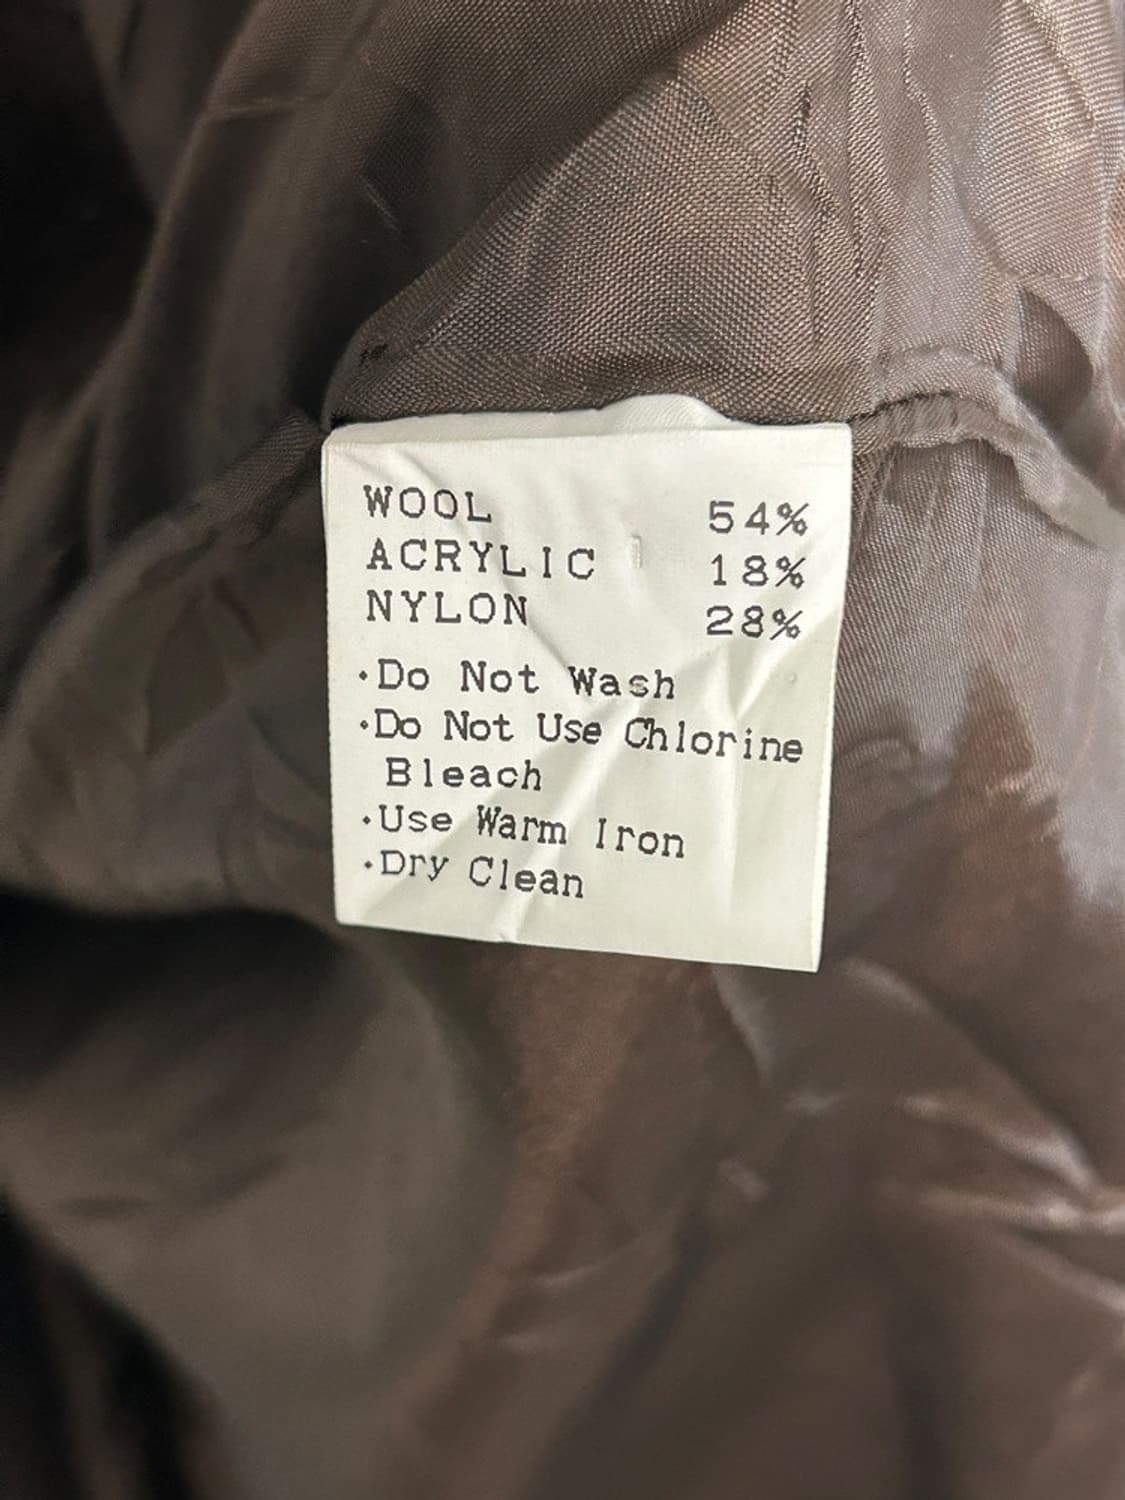 WOOL 54%
ACRYLIC 18%
NYLON 28%
·Do Not Wash
·Do Not Use Chlorine
Bleach
·Use Warm Iron
·Dry Clean